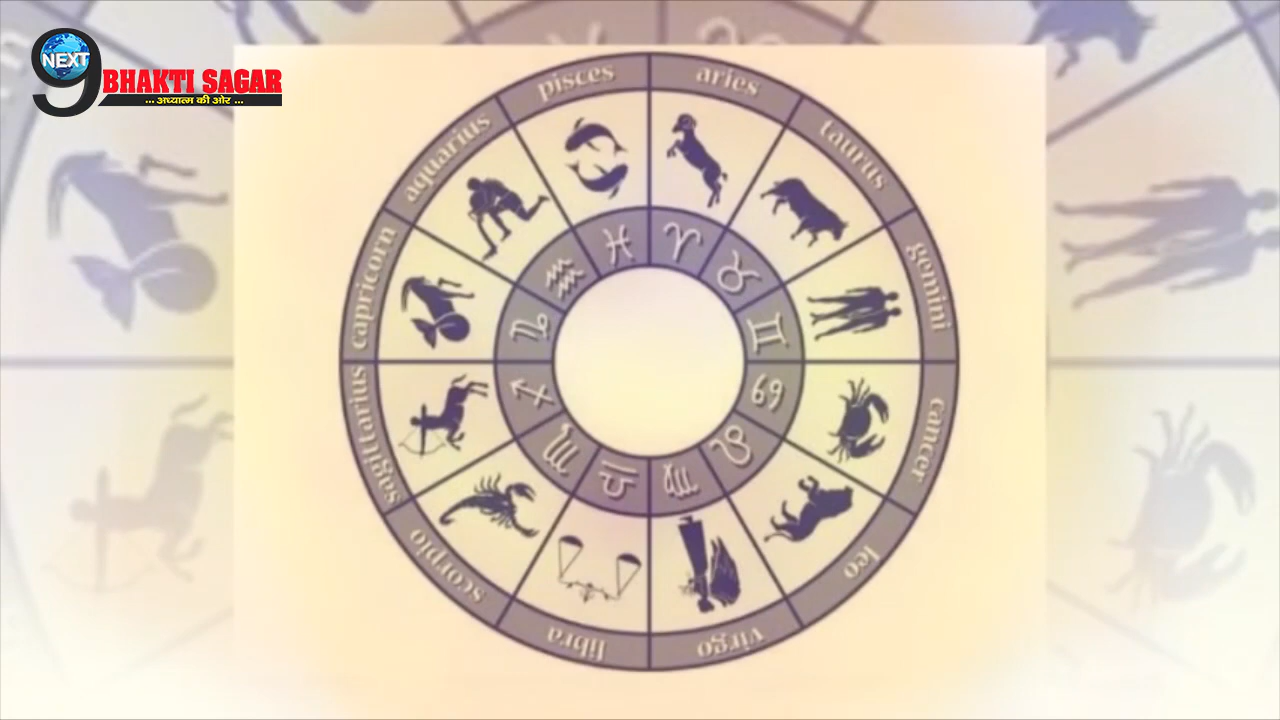 NEXT
9
BHAKTI SAGAR
... अध्यात्म की ओर ...
pisces
aries
taurus
gemini
cancer
leo
virgo
libra
scorpio
sagittarius
capricorn
aquarius